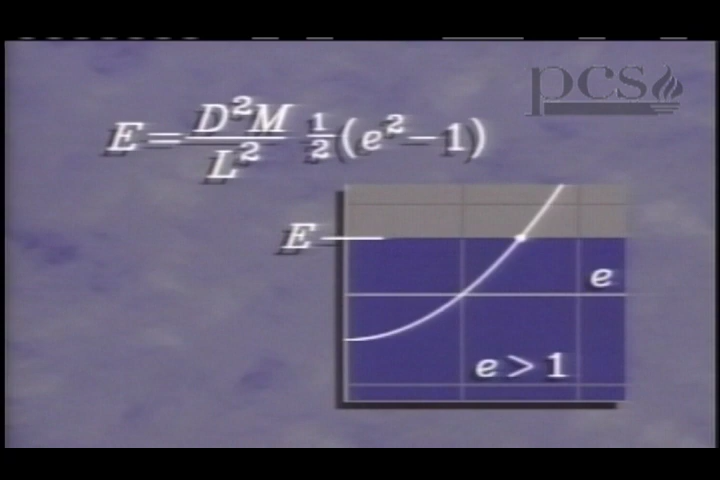 pcs
E = D²M/L² ½(e² − 1)
E
e
e > 1